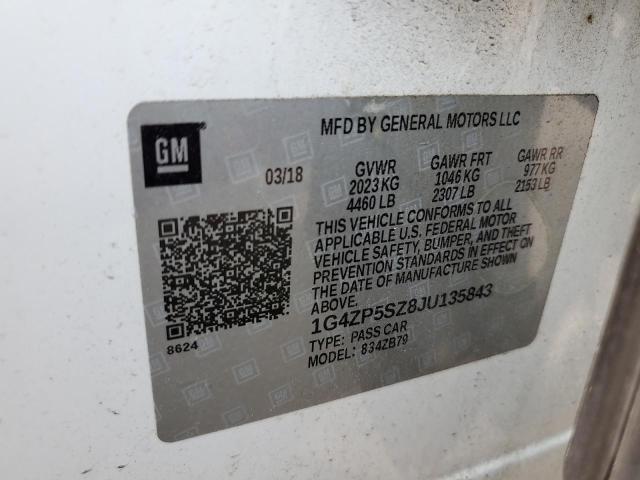 GM
MFD BY GENERAL MOTORS LLC
03/18
GVWR GAWR FRT GAWR RR
2023 KG 1046 KG 977 KG
4460 LB 2307 LB 2153 LB
THIS VEHICLE CONFORMS TO ALL
APPLICABLE U.S. FEDERAL MOTOR
VEHICLE SAFETY, BUMPER, AND THEFT
PREVENTION STANDARDS IN EFFECT ON
THE DATE OF MANUFACTURE SHOWN
ABOVE.
1G4ZP5SZ8JU135843
TYPE: PASS CAR
MODEL: 834ZB79
8624